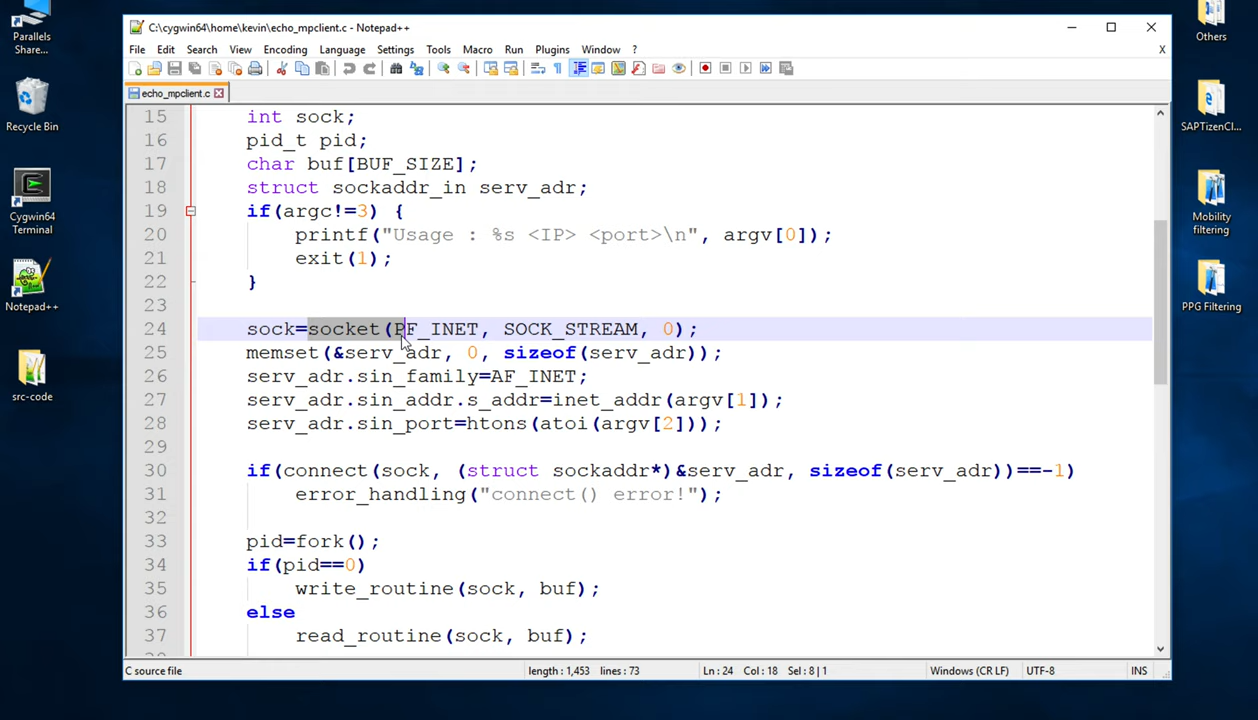 Parallels
Share...
Recycle Bin
Cygwin64
Terminal
Notepad++
src-code
C:\cygwin64\home\kevin\echo_mpclient.c - Notepad++
File Edit Search View Encoding Language Settings Tools Macro Run Plugins Window ? X
echo_mpclient.c
15 int sock;
16 pid_t pid;
17 char buf[BUF_SIZE];
18 struct sockaddr_in serv_adr;
19 if(argc!=3) {
20 printf("Usage : %s <IP> <port>\n", argv[0]);
21 exit(1);
22 }
23
24 sock=socket(PF_INET, SOCK_STREAM, 0);
25 memset(&serv_adr, 0, sizeof(serv_adr));
26 serv_adr.sin_family=AF_INET;
27 serv_adr.sin_addr.s_addr=inet_addr(argv[1]);
28 serv_adr.sin_port=htons(atoi(argv[2]));
29
30 if(connect(sock, (struct sockaddr*)&serv_adr, sizeof(serv_adr))==-1)
31 error_handling("connect() error!");
32
33 pid=fork();
34 if(pid==0)
35 write_routine(sock, buf);
36 else
37 read_routine(sock, buf);
C source file length : 1,453 lines : 73 Ln : 24 Col : 18 Sel : 8 | 1 Windows (CR LF) UTF-8 INS
Others
SAPTizenCl...
Mobility
filtering
PPG Filtering